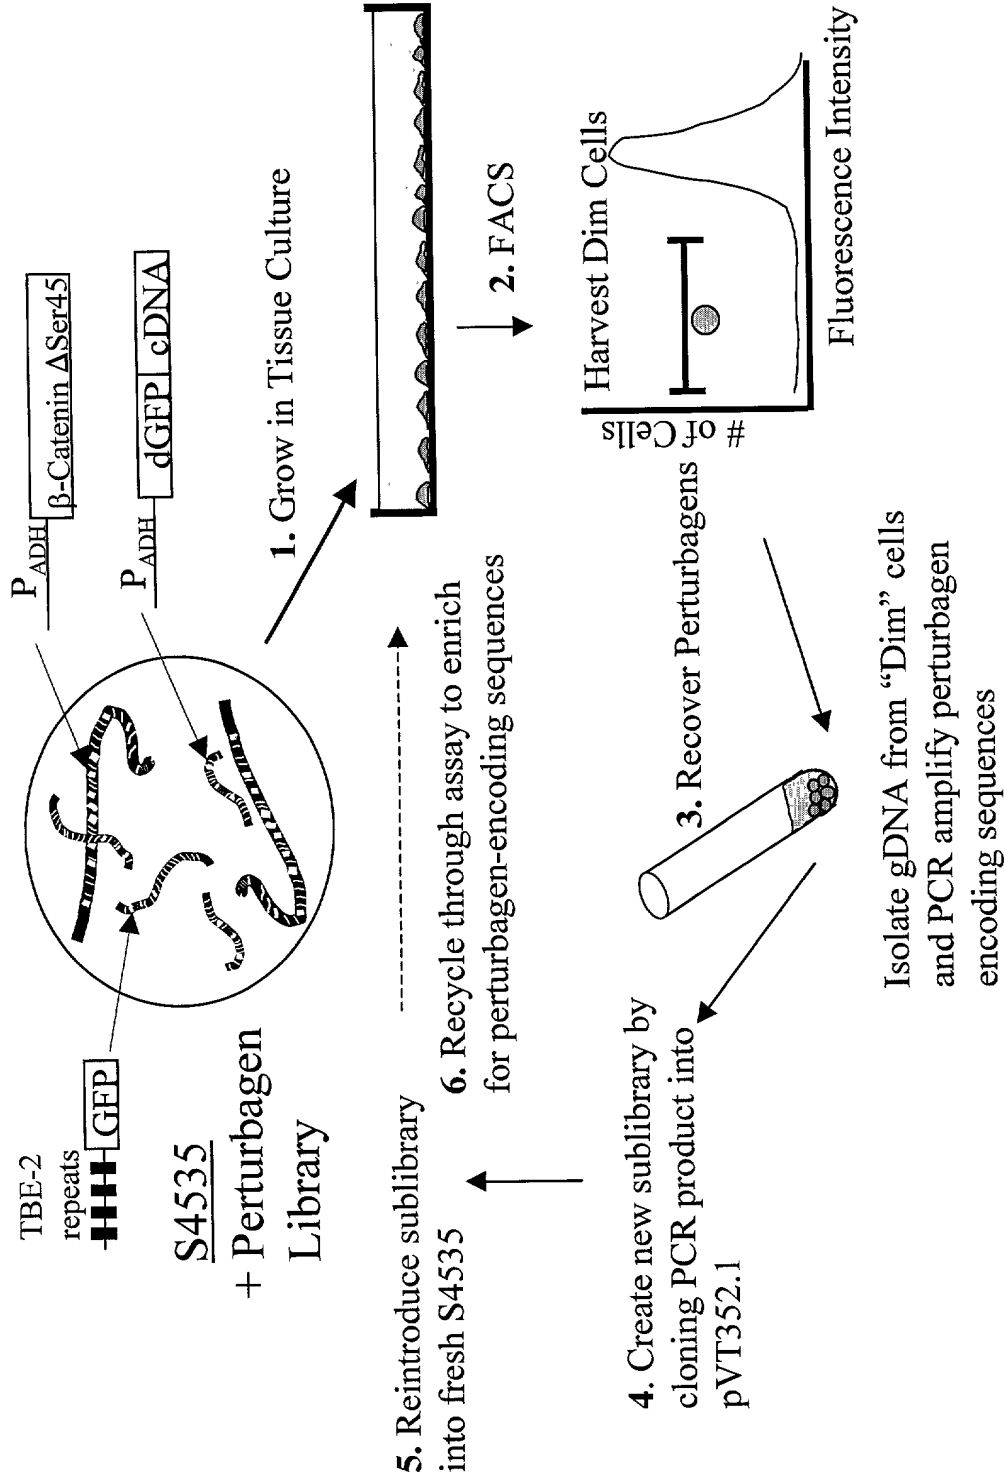 TBE-2
repeats
GFP
P_ADH
β-Catenin ΔSer45
P_ADH
dGFP cDNA
S4535
+ Perturbagen
Library
1. Grow in Tissue Culture
2. FACS
Harvest Dim Cells
# of Cells
Fluorescence Intensity
3. Recover Perturbagens
Isolate gDNA from “Dim” cells
and PCR amplify perturbagen
encoding sequences
4. Create new sublibrary by
cloning PCR product into
pVT352.1
5. Reintroduce sublibrary
into fresh S4535
6. Recycle through assay to enrich
for perturbagen-encoding sequences